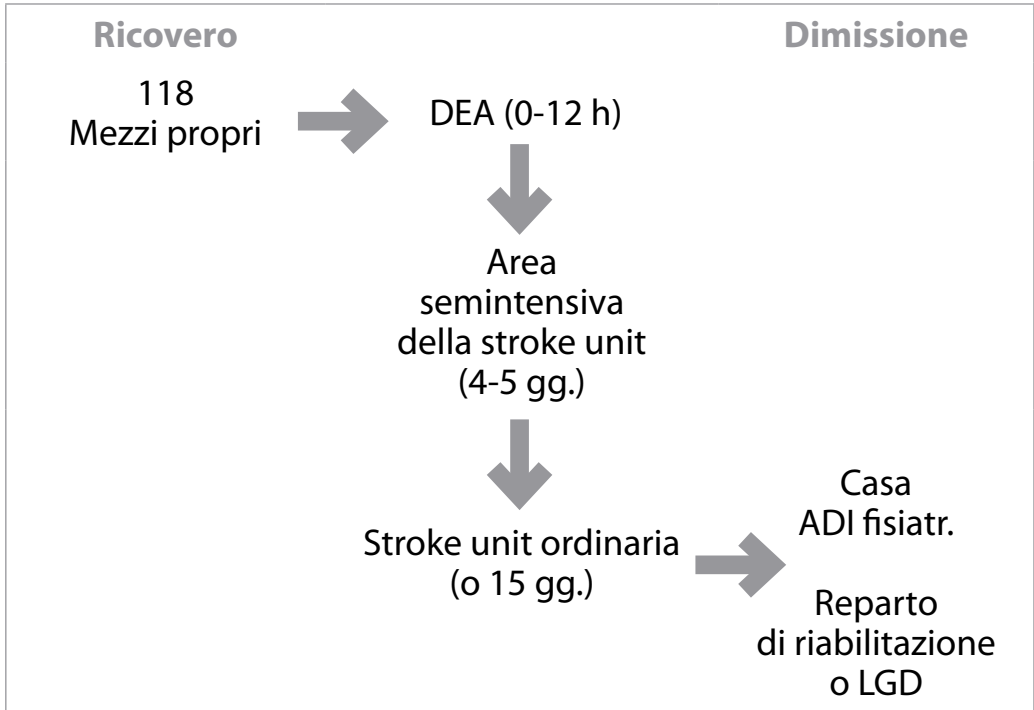 Ricovero
Dimissione
118
Mezzi propri
DEA (0-12 h)
Area
semintensiva
della stroke unit
(4-5 gg.)
Stroke unit ordinaria
(o 15 gg.)
Casa
ADI fisiatr.
Reparto
di riabilitazione
o LGD